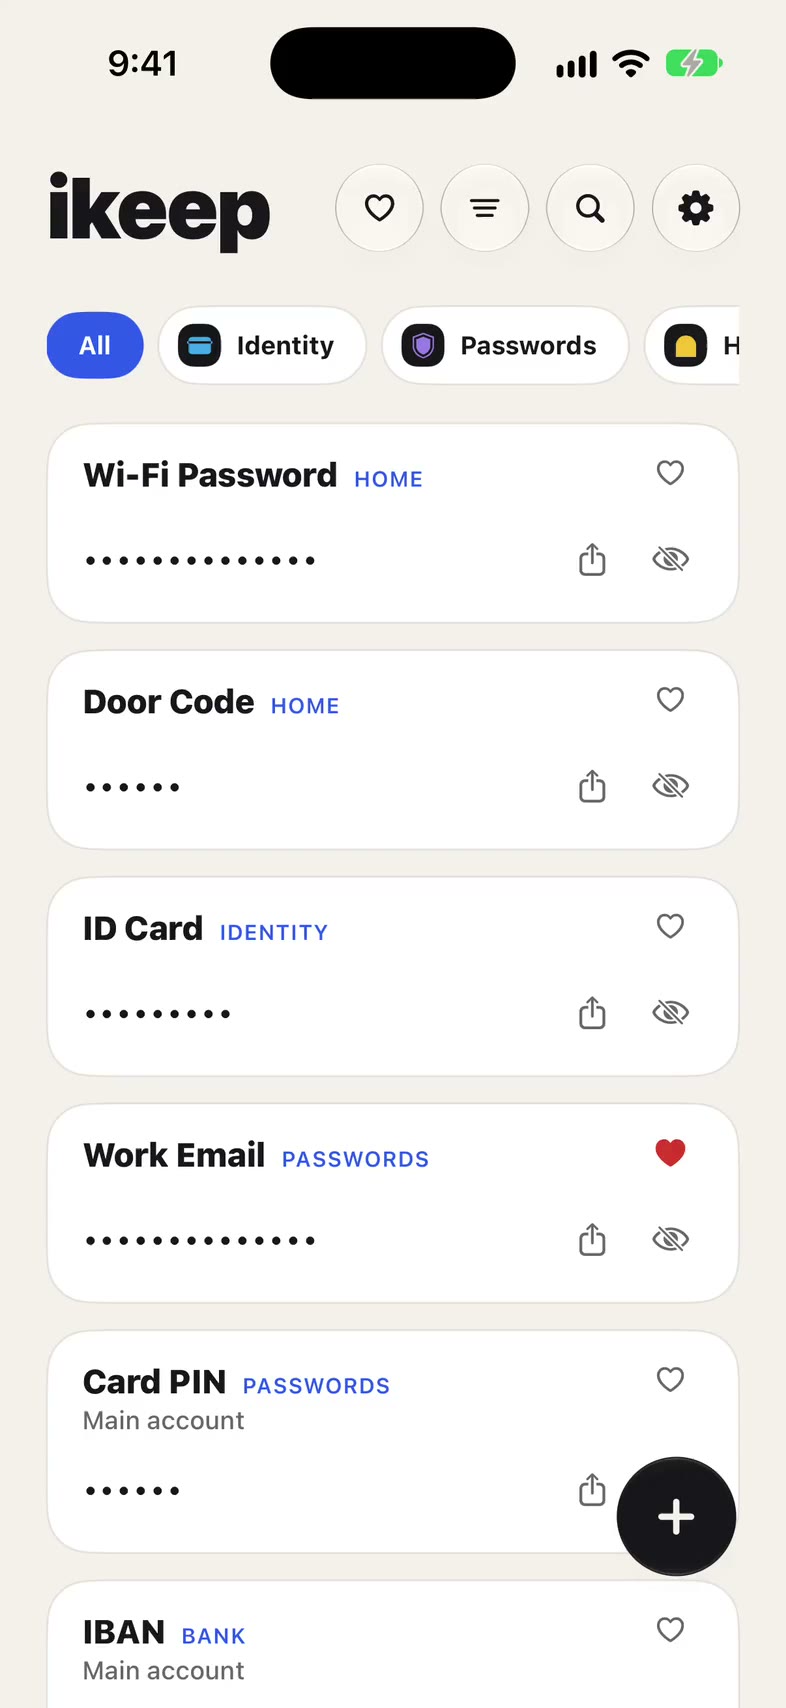 9:41
ikeep
All
Identity
Passwords
H
Wi-Fi Password HOME
••••••••••••••
Door Code HOME
••••••
ID Card IDENTITY
•••••••••
Work Email PASSWORDS
••••••••••••••
Card PIN PASSWORDS
Main account
••••••
IBAN BANK
Main account